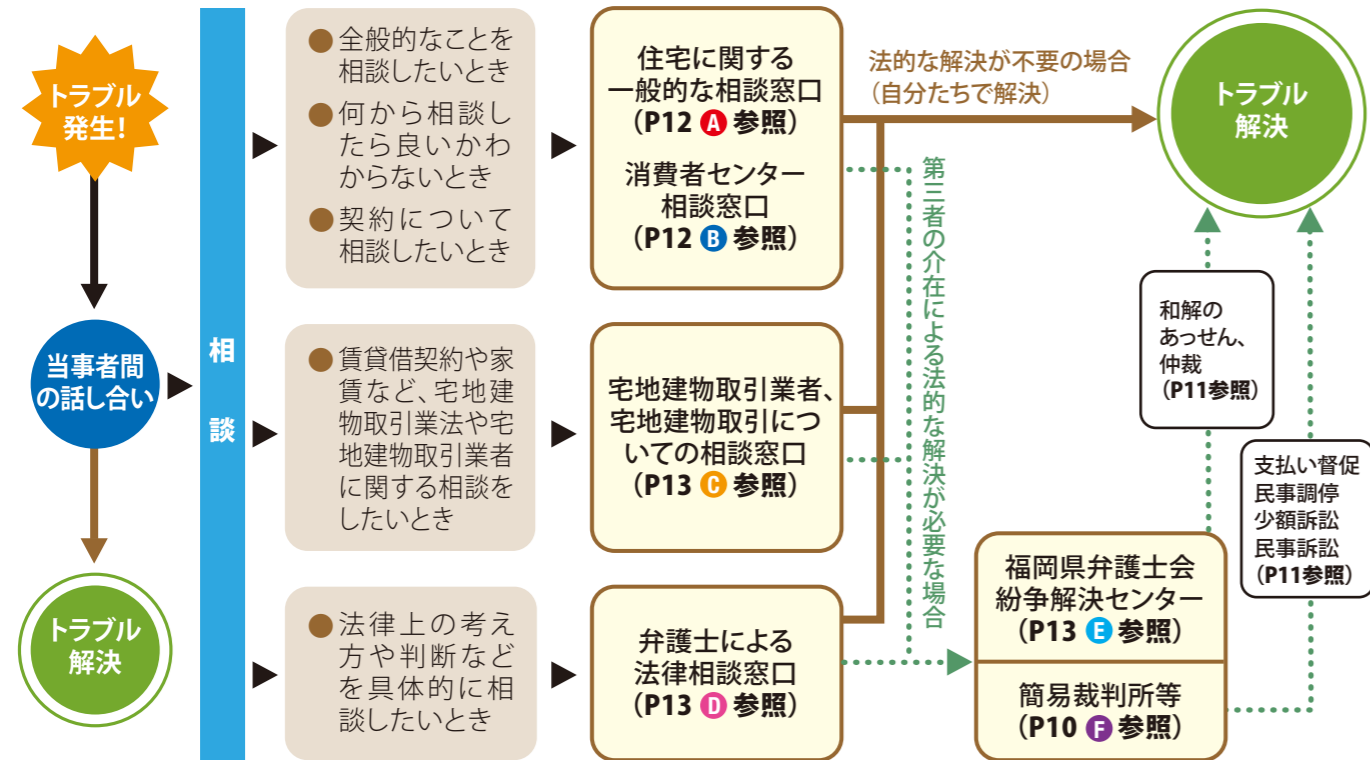 トラブル
発生！
当事者間
の話し合い
トラブル
解決
相談
●全般的なことを
相談したいとき
●何から相談し
たら良いかわ
からないとき
●契約について
相談したいとき
●賃貸借契約や家
賃など、宅地建
物取引業法や宅
地建物取引業者
に関する相談を
したいとき
●法律上の考え
方や判断など
を具体的に相
談したいとき
住宅に関する
一般的な相談窓口
（P12 A 参照）
消費者センター
相談窓口
（P12 B 参照）
宅地建物取引業者、
宅地建物取引につ
いての相談窓口
（P13 C 参照）
弁護士による
法律相談窓口
（P13 D 参照）
法的な解決が不要の場合
（自分たちで解決）
第三者の介在による法的な解決が必要な場合
福岡県弁護士会
紛争解決センター
（P13 E 参照）
簡易裁判所等
（P10 F 参照）
和解の
あっせん、
仲裁
（P11参照）
支払い督促
民事調停
少額訴訟
民事訴訟
（P11参照）
トラブル
解決